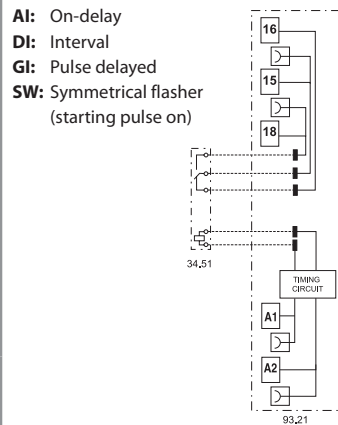 AI: On-delay
DI: Interval
GI: Pulse delayed
SW: Symmetrical flasher
(starting pulse on)
16
15
18
34.51
TIMING
CIRCUIT
A1
A2
93.21